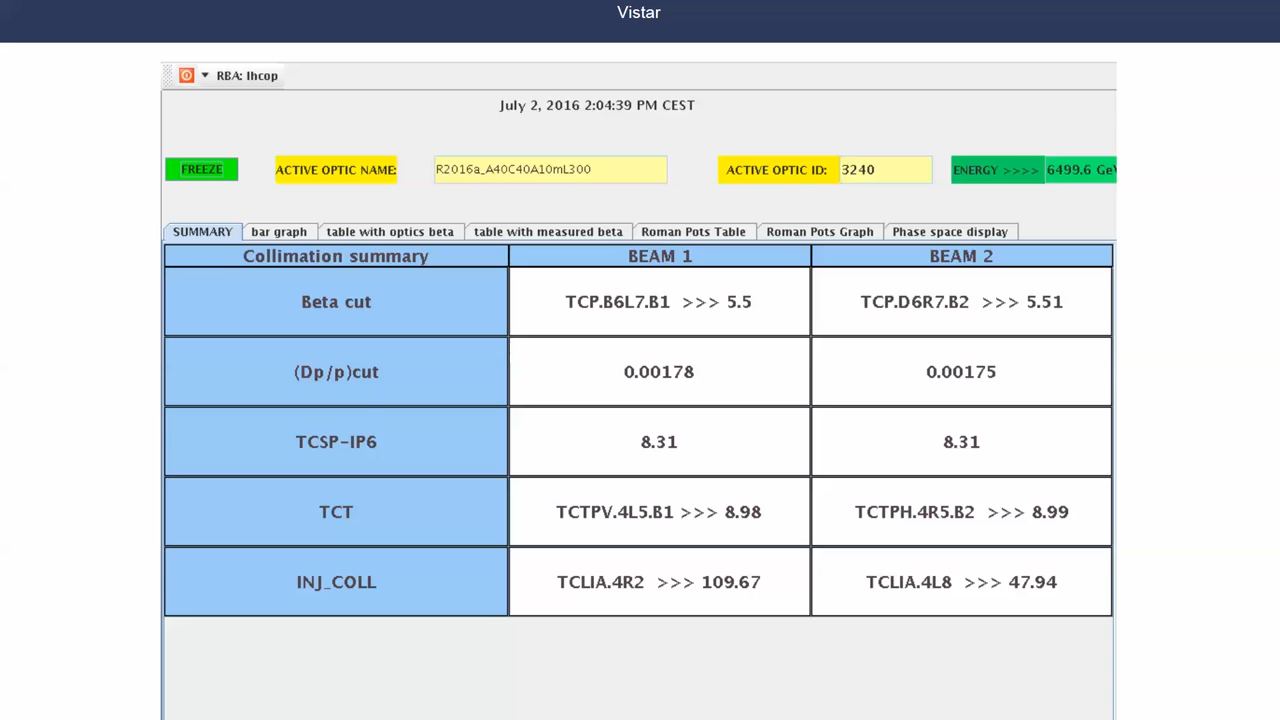 Vistar
RBA: lhcop
July 2, 2016 2:04:39 PM CEST
FREEZE ACTIVE OPTIC NAME: R2016a_A40C40A10mL300 ACTIVE OPTIC ID: 3240 ENERGY >>>> 6499.6 GeV
SUMMARY bar graph table with optics beta table with measured beta Roman Pots Table Roman Pots Graph Phase space display
Collimation summary BEAM 1 BEAM 2
Beta cut TCP.B6L7.B1 >>> 5.5 TCP.D6R7.B2 >>> 5.51
(Dp/p)cut 0.00178 0.00175
TCSP-IP6 8.31 8.31
TCT TCTPV.4L5.B1 >>> 8.98 TCTPH.4R5.B2 >>> 8.99
INJ_COLL TCLIA.4R2 >>> 109.67 TCLIA.4L8 >>> 47.94